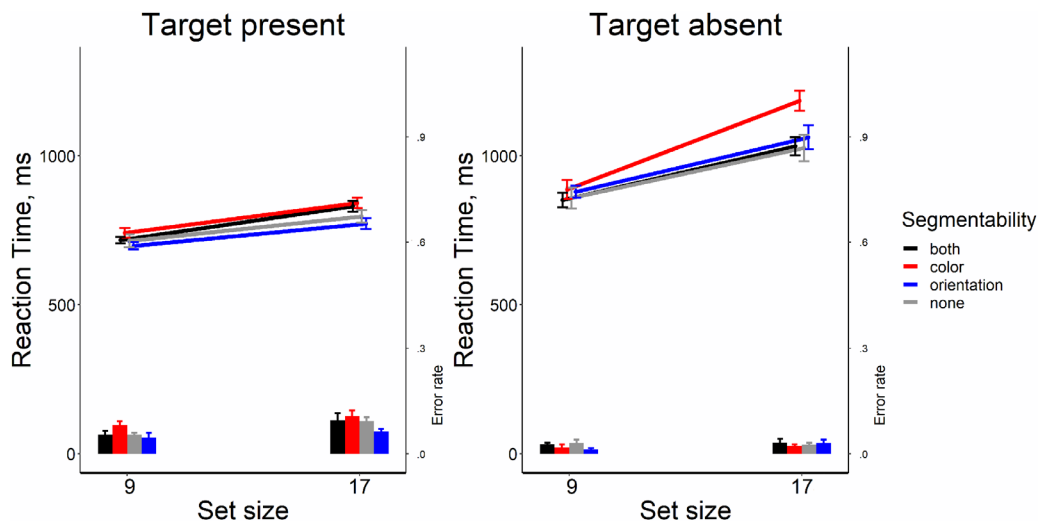 Target present
Target absent
Reaction Time, ms
1000
500
0
.9
.6
.3
.0
Error rate
9
17
Set size
Reaction Time, ms
1000
500
0
.9
.6
.3
.0
Error rate
9
17
Set size
Segmentability
both
color
orientation
none